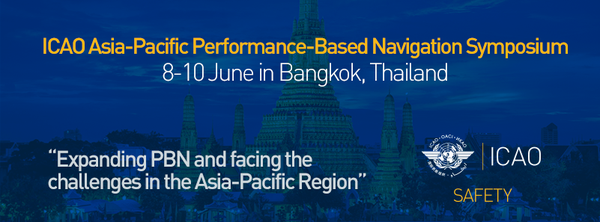 ICAO Asia-Pacific Performance-Based Navigation Symposium
8-10 June in Bangkok, Thailand
“Expanding PBN and facing the
challenges in the Asia-Pacific Region”
ICAO
SAFETY